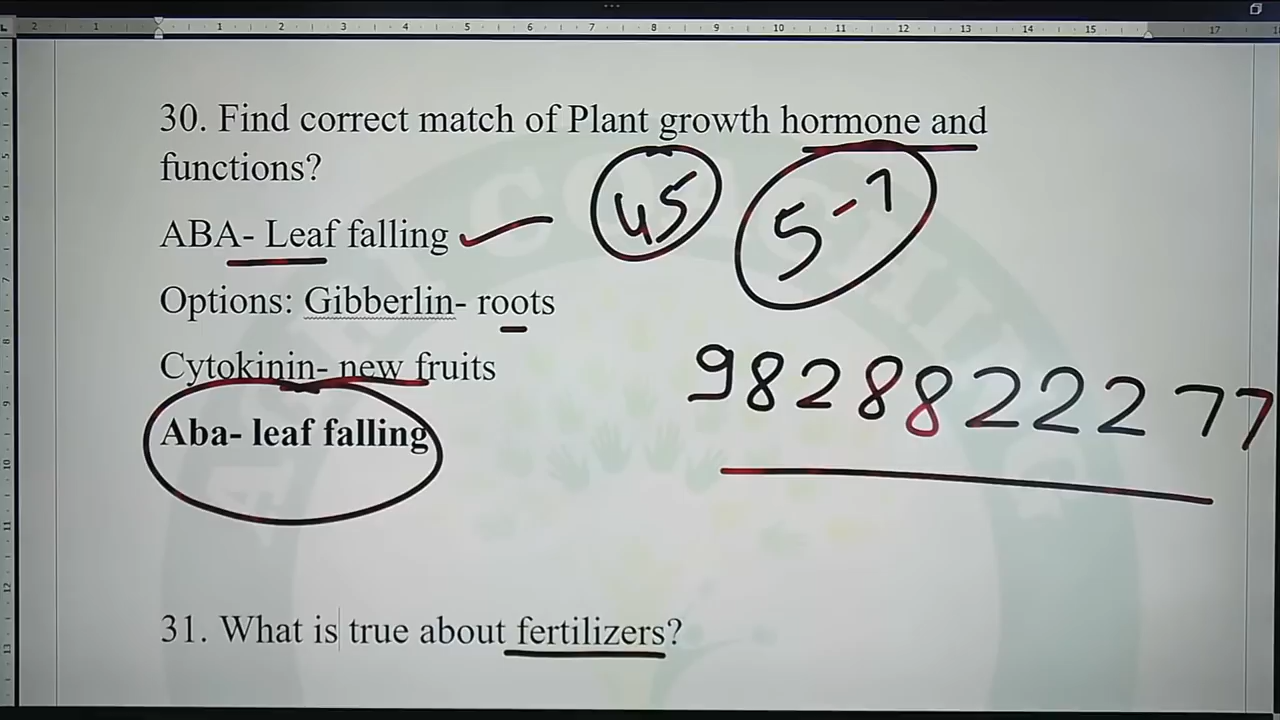 30. Find correct match of Plant growth hormone and
functions?
45
5-7
ABA- Leaf falling
Options: Gibberlin- roots
Cytokinin- new fruits
98288222277
Aba- leaf falling
31. What is true about fertilizers?